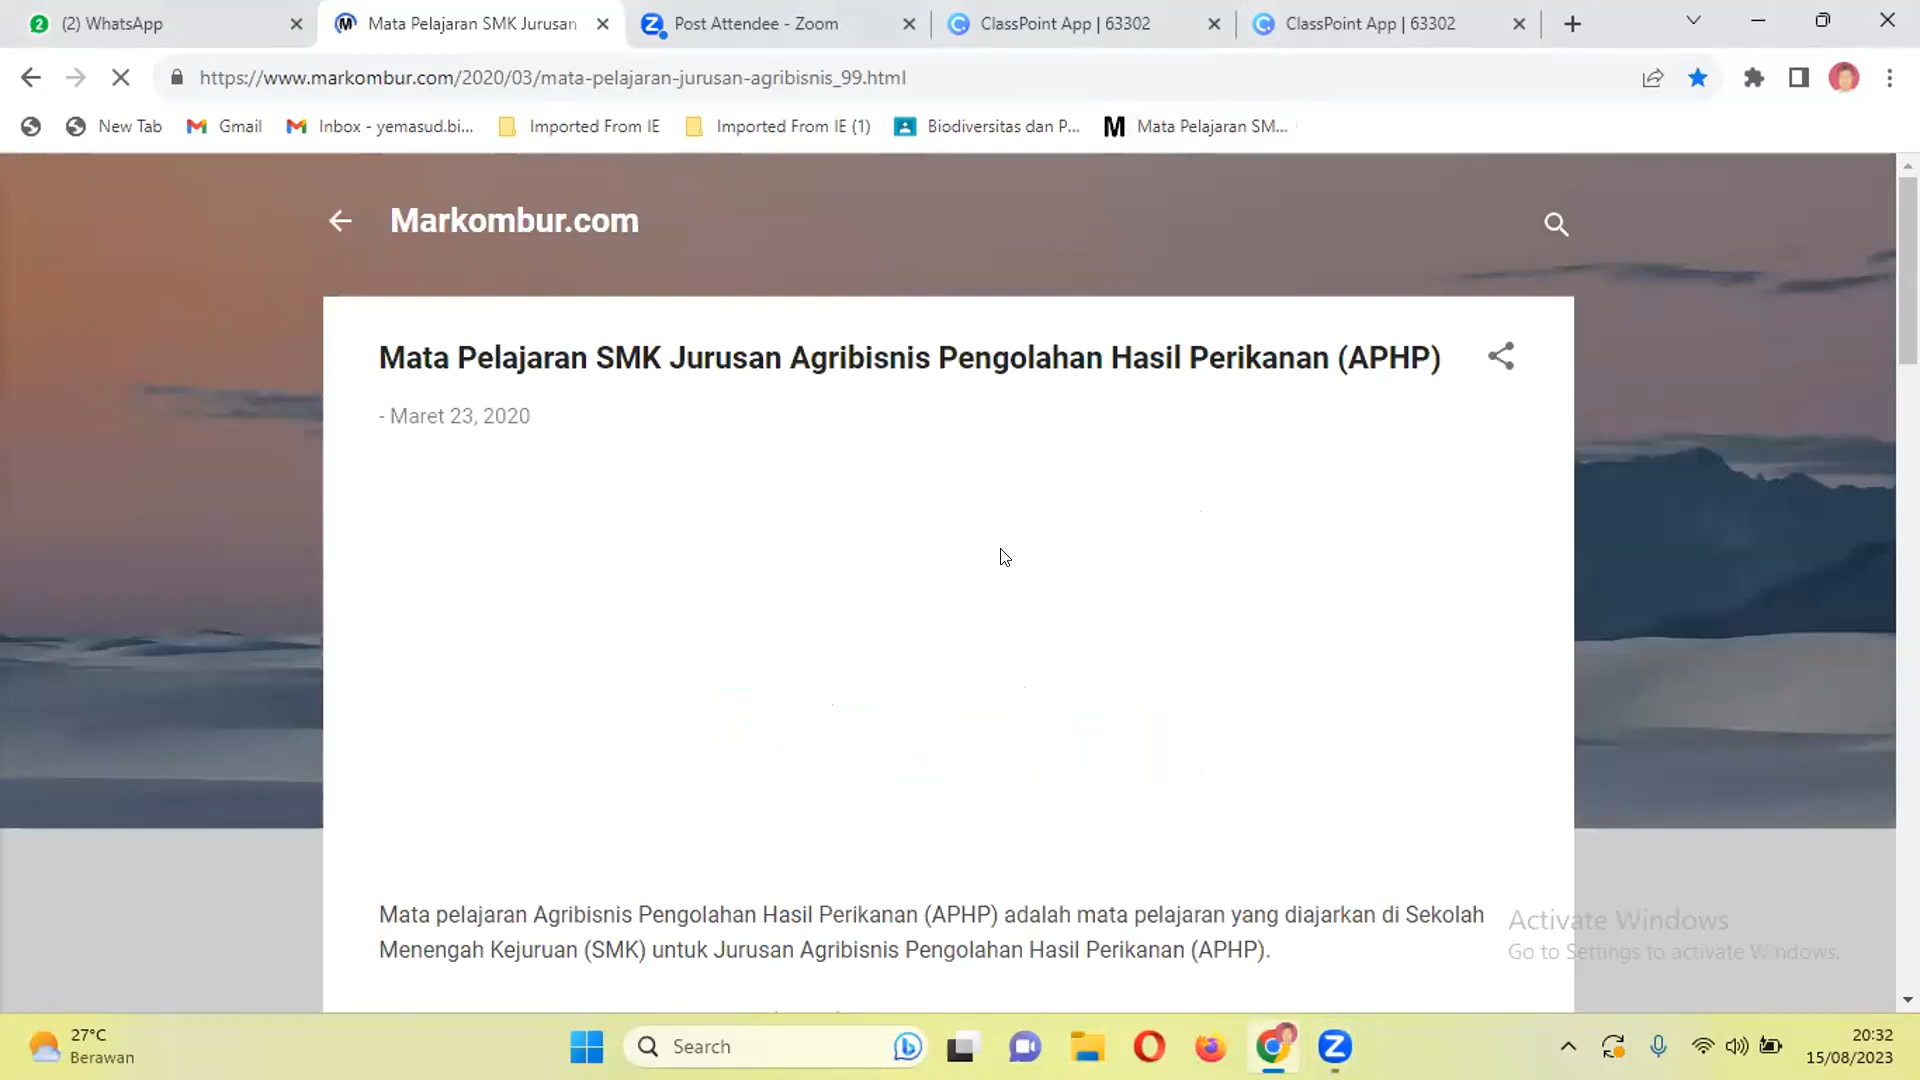 2 (2) WhatsApp
Mata Pelajaran SMK Jurusan
Post Attendee - Zoom
ClassPoint App | 63302
ClassPoint App | 63302
https://www.markombur.com/2020/03/mata-pelajaran-jurusan-agribisnis_99.html
New Tab
Gmail
Inbox - yemasud.bi...
Imported From IE
Imported From IE (1)
Biodiversitas dan P...
M Mata Pelajaran SM...
Markombur.com
Mata Pelajaran SMK Jurusan Agribisnis Pengolahan Hasil Perikanan (APHP)
- Maret 23, 2020
Mata pelajaran Agribisnis Pengolahan Hasil Perikanan (APHP) adalah mata pelajaran yang diajarkan di Sekolah
Menengah Kejuruan (SMK) untuk Jurusan Agribisnis Pengolahan Hasil Perikanan (APHP).
Activate Windows
Go to Settings to activate Windows.
27°C
Berawan
Search
20:32
15/08/2023